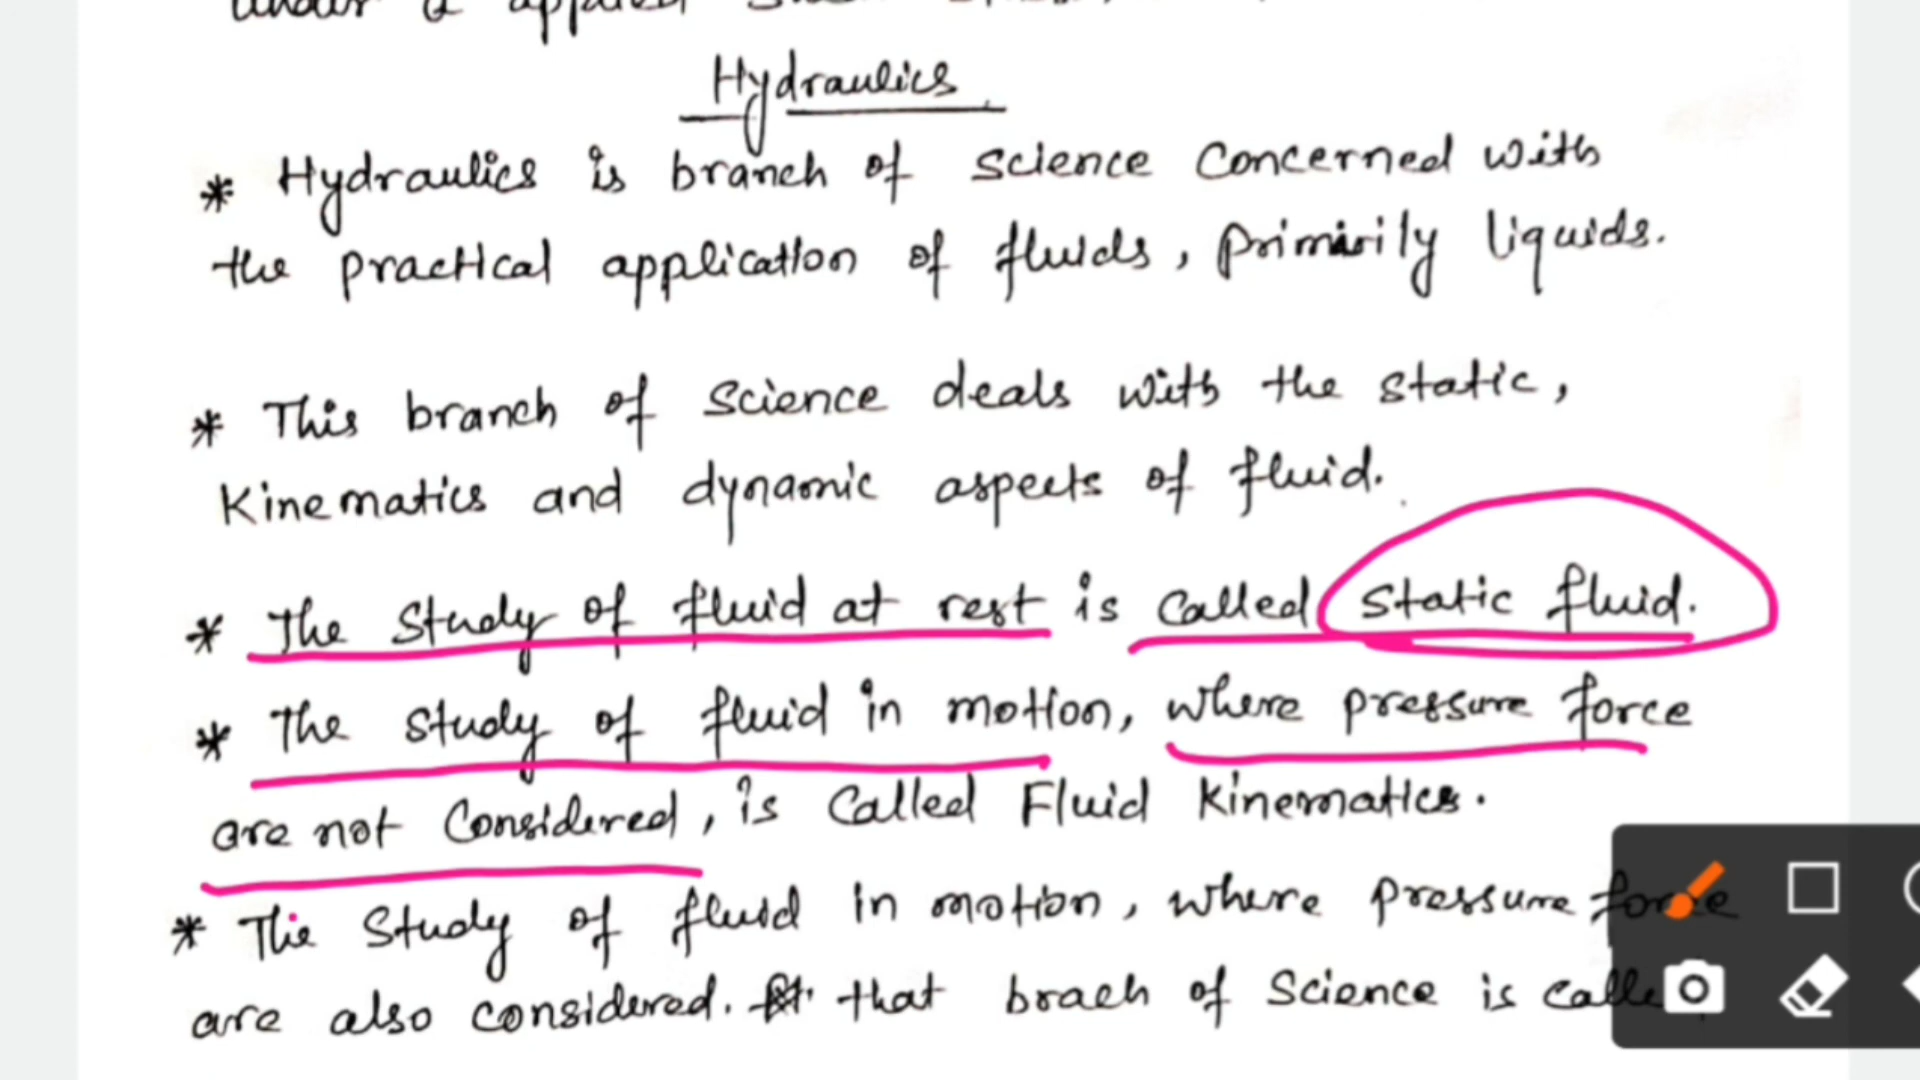 Hydraulics
* Hydraulics is branch of science concerned with
the practical application of fluids, primirily liquids.
* This branch of science deals with the static,
Kinematics and dynamic aspects of fluid.
* The study of fluid at rest is called static fluid.
* The study of fluid in motion, where pressure force
are not considered, is called Fluid Kinematics.
* The study of fluid in motion, where pressure force
are also considered. that brach of science is calle